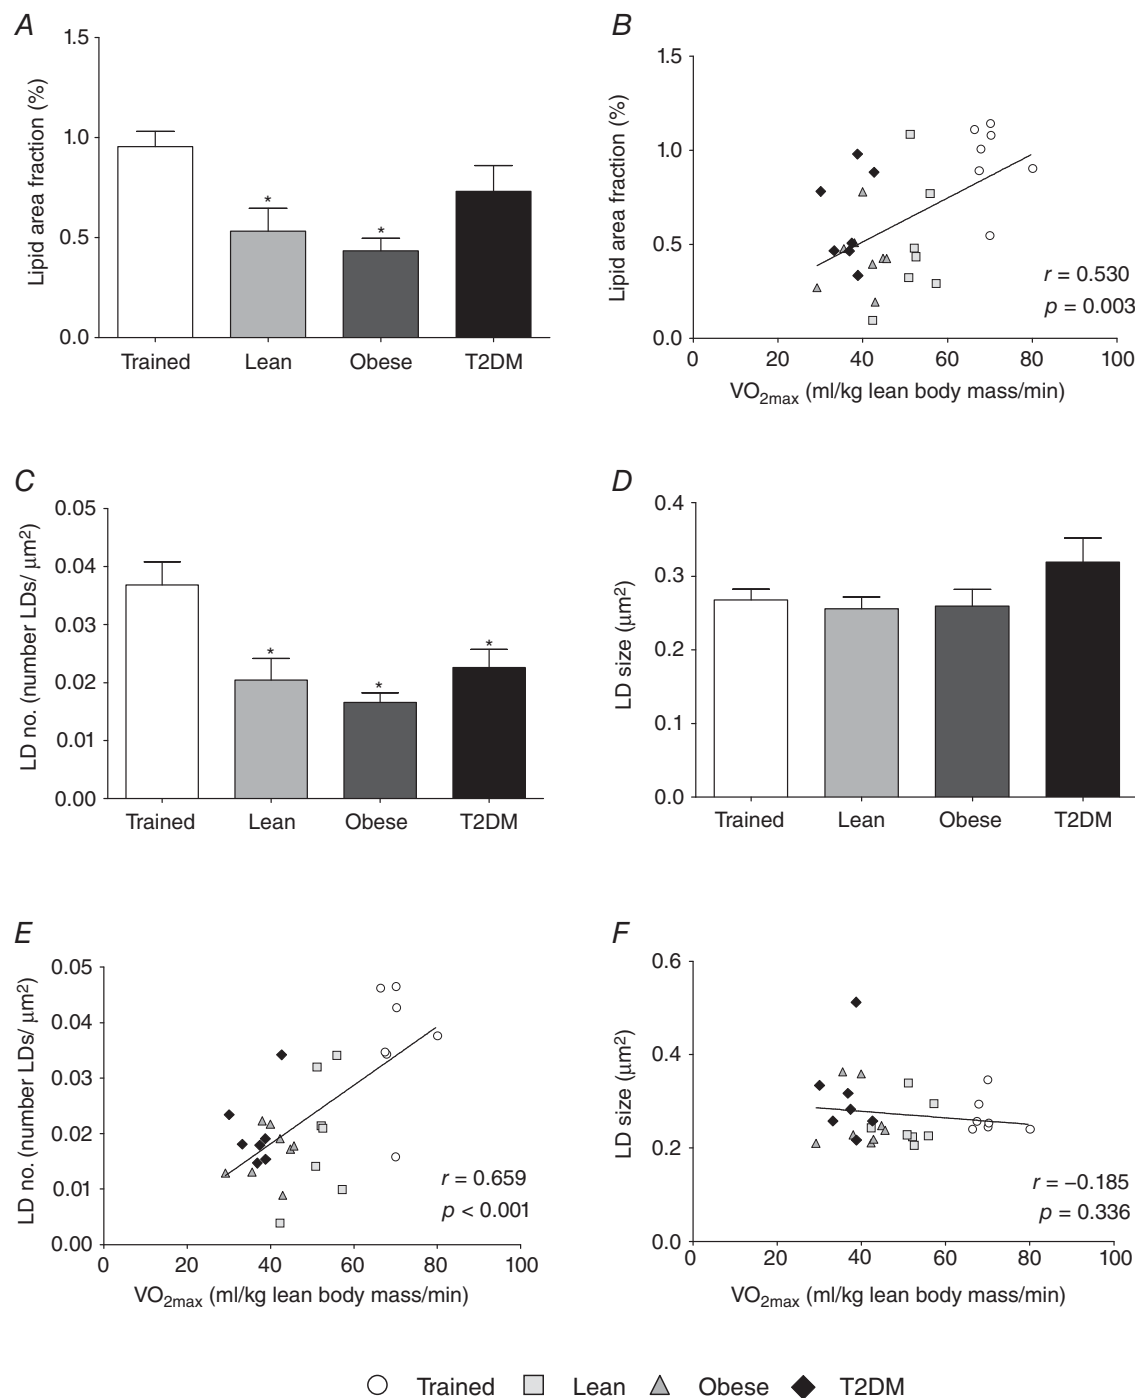 A
Lipid area fraction (%)
1.5
1.0
0.5
0.0
*
*
Trained Lean Obese T2DM
B
Lipid area fraction (%)
1.5
1.0
0.5
0.0
r = 0.530
p = 0.003
0 20 40 60 80 100
VO2max (ml/kg lean body mass/min)
C
LD no. (number LDs/ μm²)
0.05
0.04
0.03
0.02
0.01
0.00
*
*
*
Trained Lean Obese T2DM
D
LD size (μm²)
0.4
0.3
0.2
0.1
0.0
Trained Lean Obese T2DM
E
LD no. (number LDs/ μm²)
0.05
0.04
0.03
0.02
0.01
0.00
r = 0.659
p < 0.001
0 20 40 60 80 100
VO2max (ml/kg lean body mass/min)
F
LD size (μm²)
0.6
0.4
0.2
0.0
r = −0.185
p = 0.336
0 20 40 60 80 100
VO2max (ml/kg lean body mass/min)
Trained Lean Obese T2DM